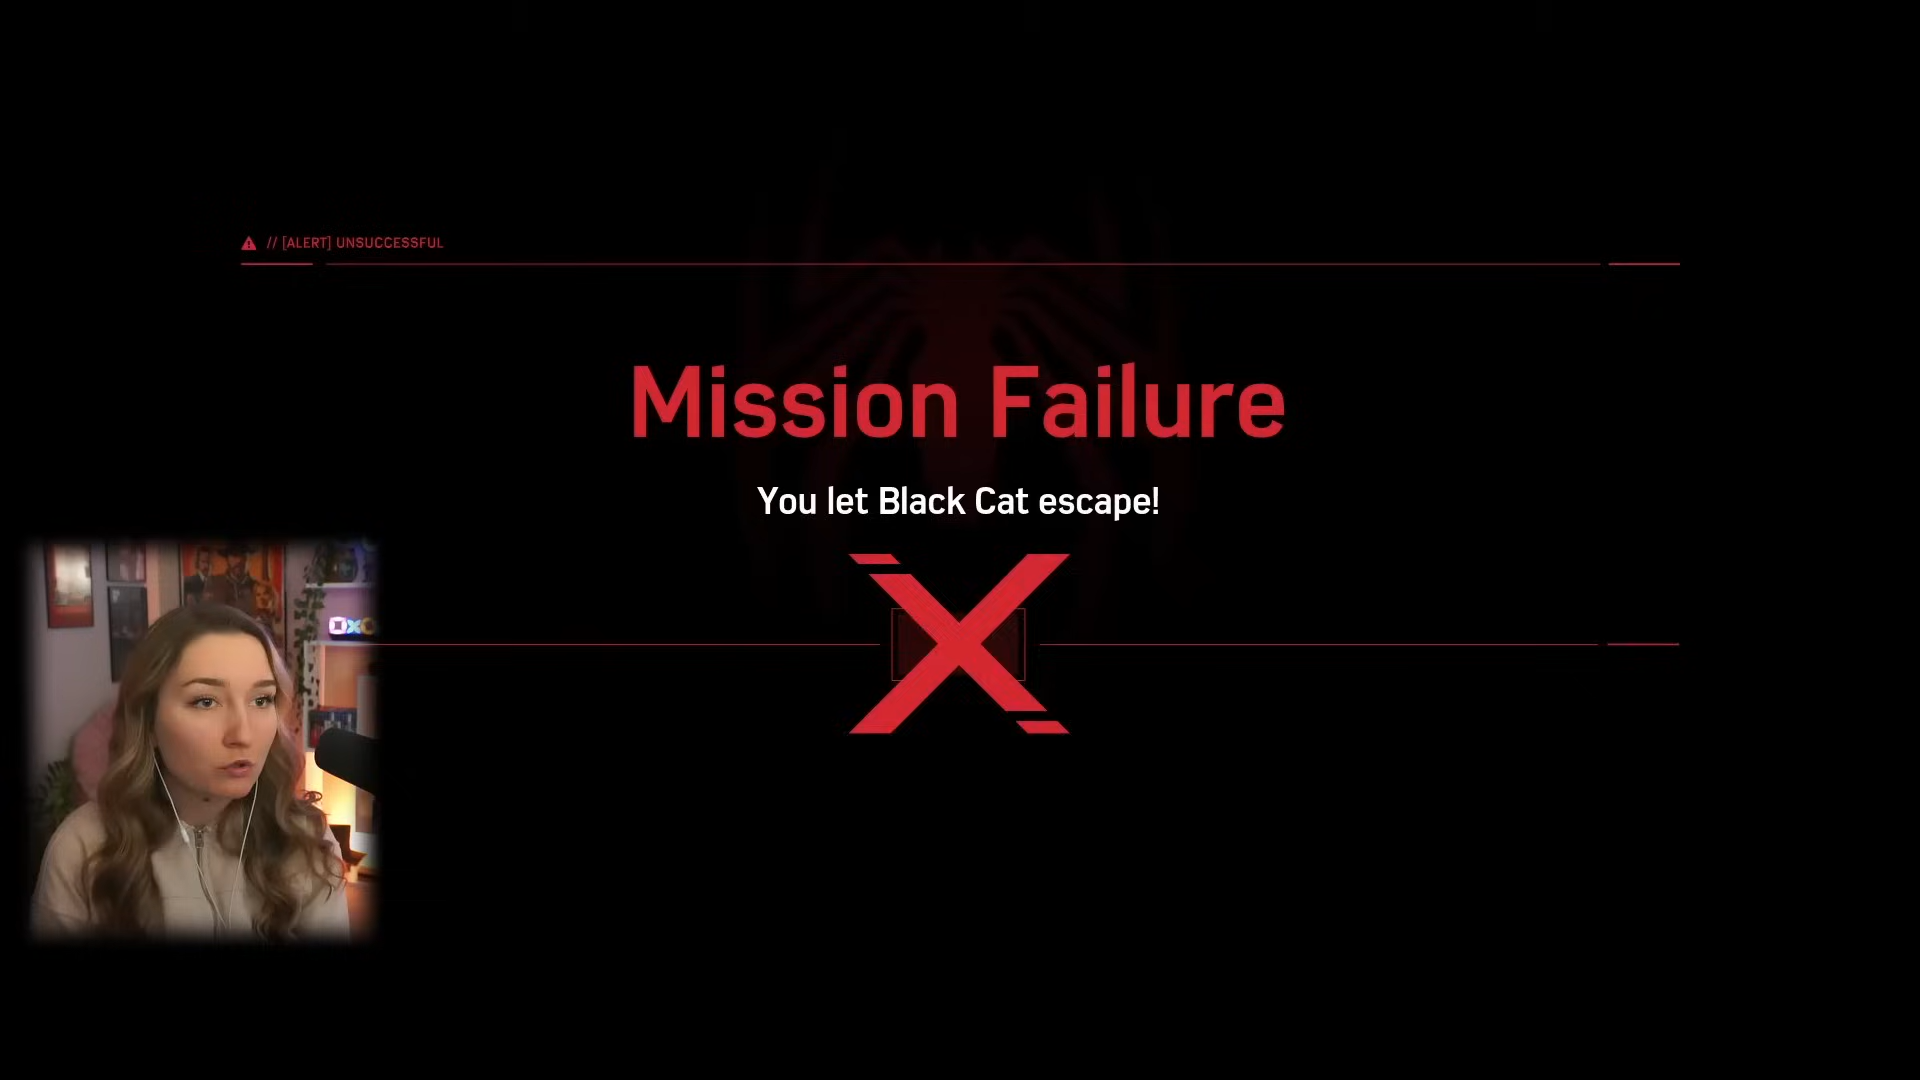 // [ALERT] UNSUCCESSFUL
Mission Failure
You let Black Cat escape!